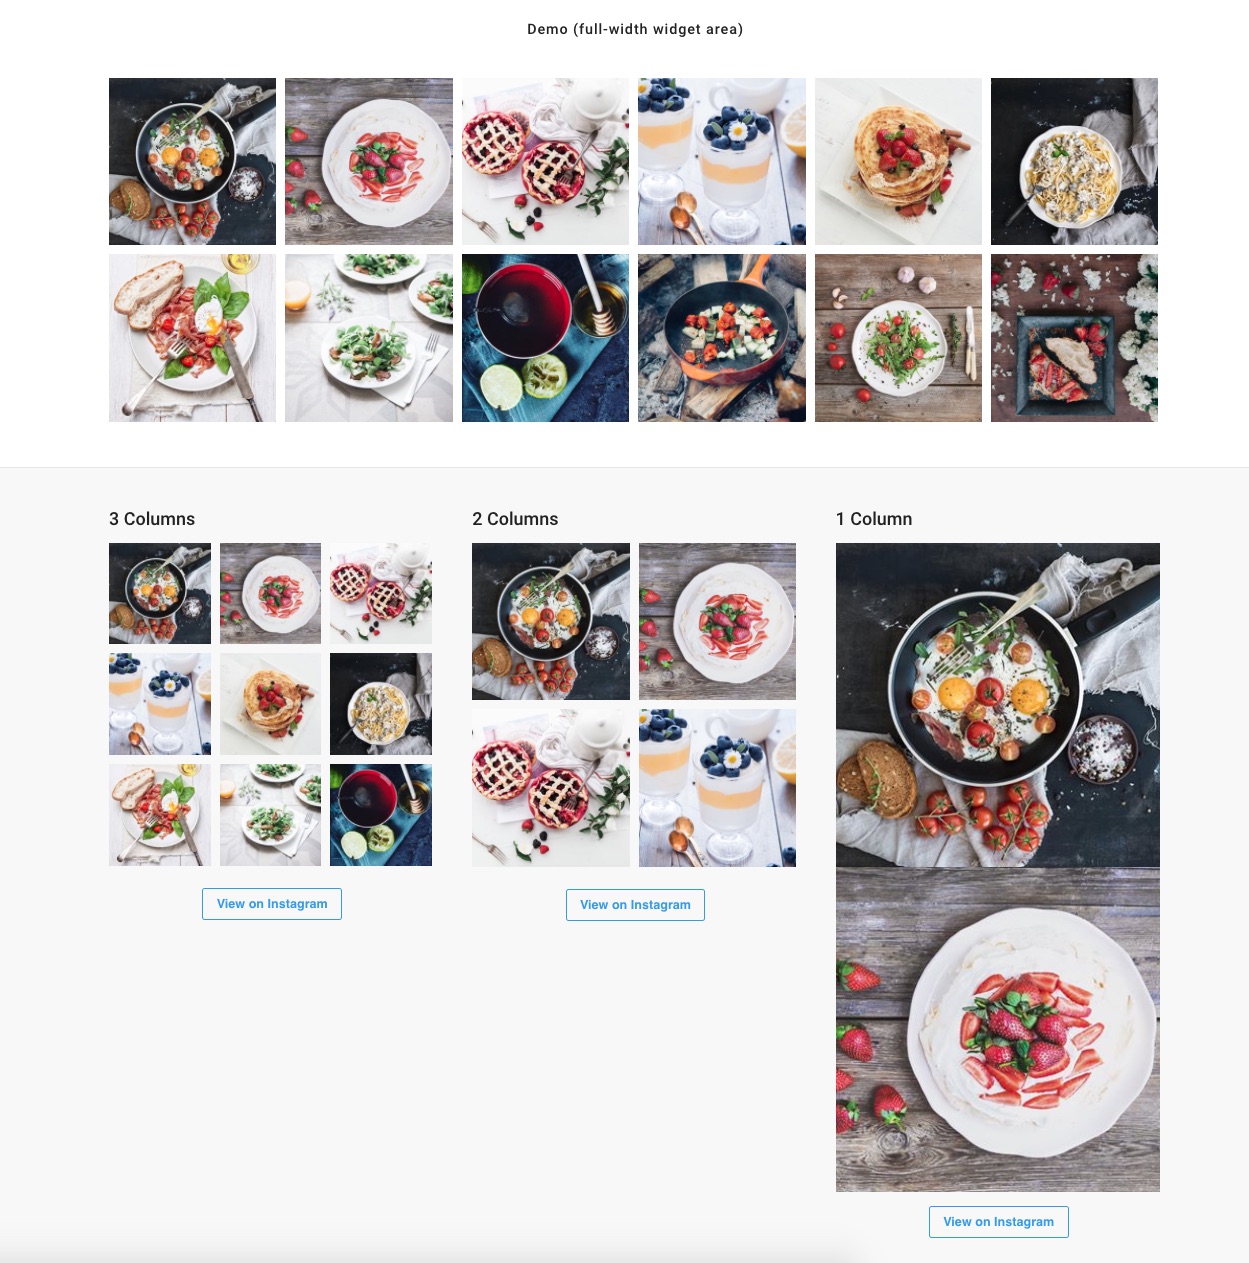 Demo (full-width widget area)
3 Columns
2 Columns
1 Column
View on Instagram
View on Instagram
View on Instagram